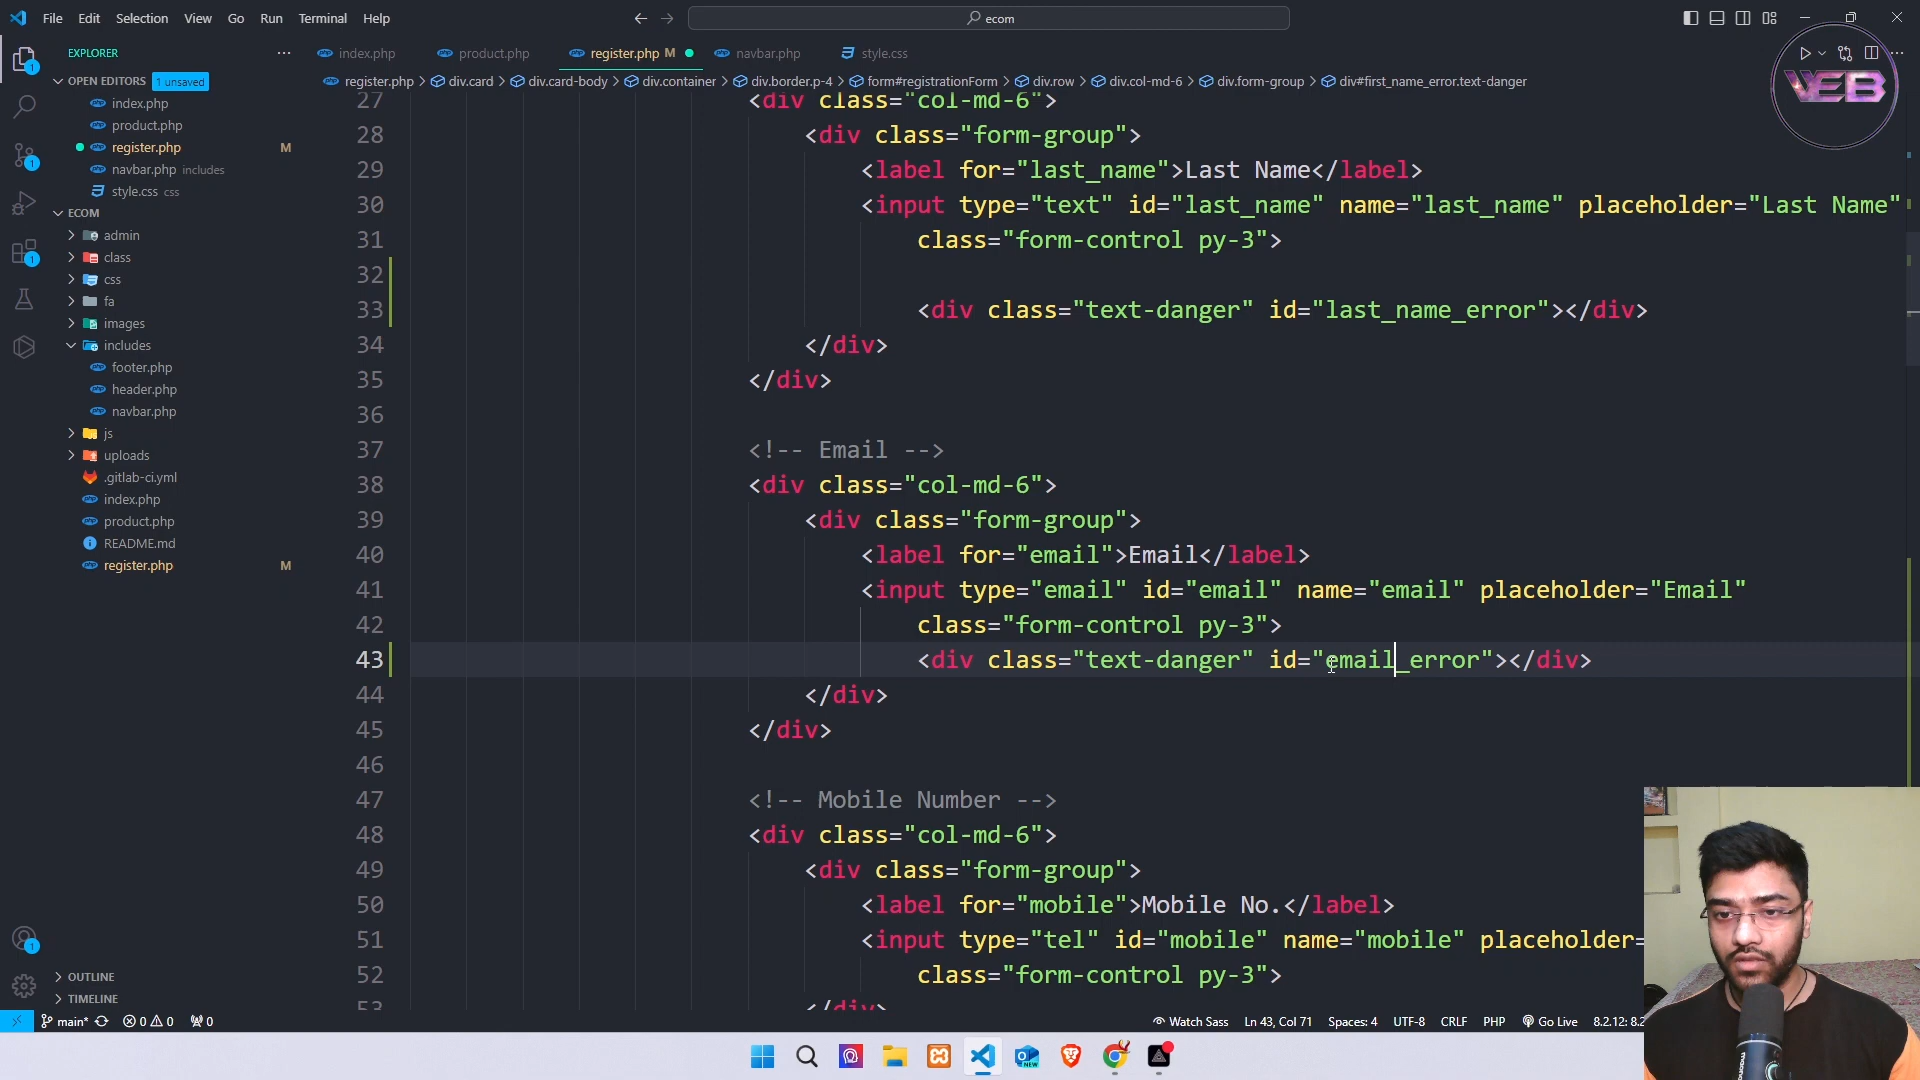 File Edit Selection View Go Run Terminal Help
ecom
EXPLORER
index.php product.php register.php M navbar.php style.css
OPEN EDITORS 1 unsaved
register.php > div.card > div.card-body > div.container > div.border.p-4 > form#registrationForm > div.row > div.col-md-6 > div.form-group > div#first_name_error.text-danger
index.php
product.php
register.php M
navbar.php includes
style.css css
ECOM
admin
class
css
fa
images
includes
footer.php
header.php
navbar.php
js
uploads
.gitlab-ci.yml
index.php
product.php
README.md
register.php M
OUTLINE
TIMELINE
27 <div class="col-md-6">
28 <div class="form-group">
29 <label for="last_name">Last Name</label>
30 <input type="text" id="last_name" name="last_name" placeholder="Last Name"
31 class="form-control py-3">
32
33 <div class="text-danger" id="last_name_error"></div>
34 </div>
35 </div>
36
37 <!-- Email -->
38 <div class="col-md-6">
39 <div class="form-group">
40 <label for="email">Email</label>
41 <input type="email" id="email" name="email" placeholder="Email"
42 class="form-control py-3">
43 <div class="text-danger" id="email_error"></div>
44 </div>
45 </div>
46
47 <!-- Mobile Number -->
48 <div class="col-md-6">
49 <div class="form-group">
50 <label for="mobile">Mobile No.</label>
51 <input type="tel" id="mobile" name="mobile" placeholder=
52 class="form-control py-3">
53 </div>
main* 0 0 0 Watch Sass Ln 43, Col 71 Spaces: 4 UTF-8 CRLF PHP Go Live 8.2.12: 8.2
VEB